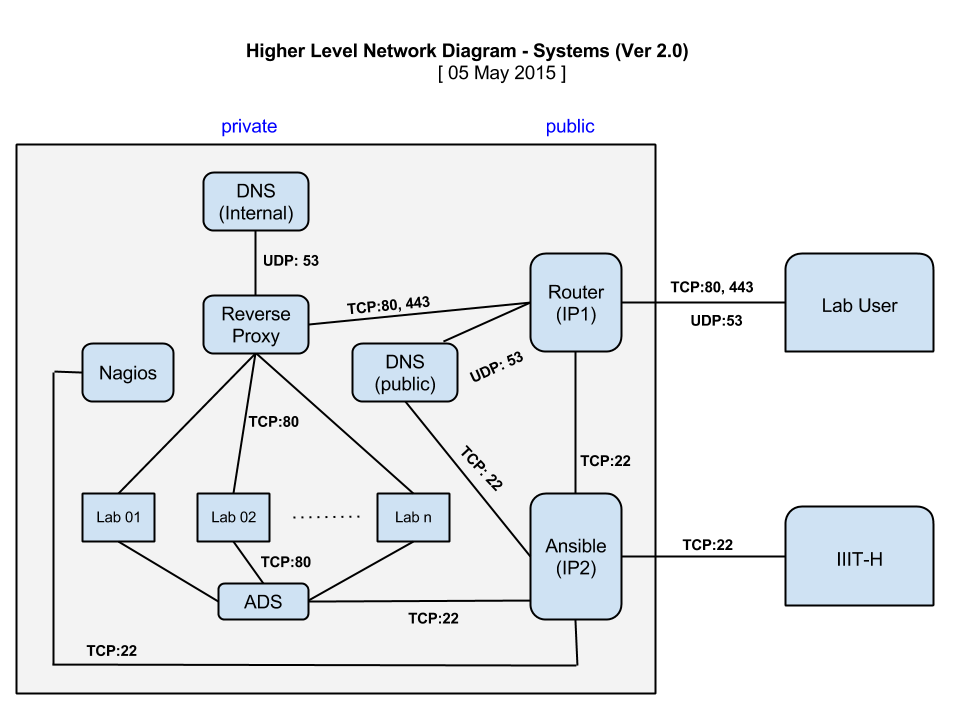 Higher Level Network Diagram - Systems (Ver 2.0)
[ 05 May 2015 ]
private
public
DNS
(Internal)
UDP: 53
Reverse
Proxy
TCP:80, 443
Router
(IP1)
TCP:80, 443
UDP:53
Lab User
Nagios
DNS
(public)
UDP: 53
TCP:80
TCP: 22
TCP:22
Lab 01
Lab 02
.........
Lab n
Ansible
(IP2)
TCP:22
IIIT-H
TCP:80
ADS
TCP:22
TCP:22